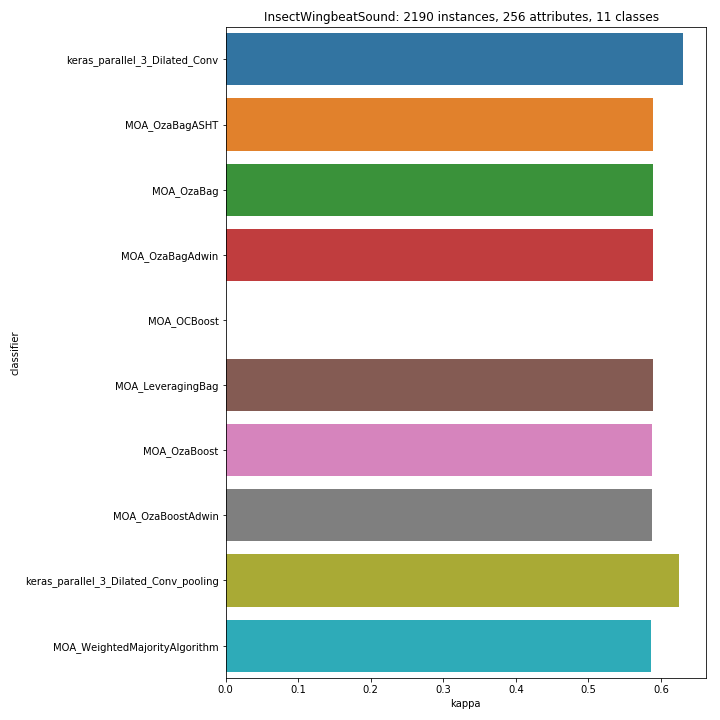 InsectWingbeatSound: 2190 instances, 256 attributes, 11 classes
classifier
keras_parallel_3_Dilated_Conv
MOA_OzaBagASHT
MOA_OzaBag
MOA_OzaBagAdwin
MOA_OCBoost
MOA_LeveragingBag
MOA_OzaBoost
MOA_OzaBoostAdwin
keras_parallel_3_Dilated_Conv_pooling
MOA_WeightedMajorityAlgorithm
0.0 0.1 0.2 0.3 0.4 0.5 0.6
kappa